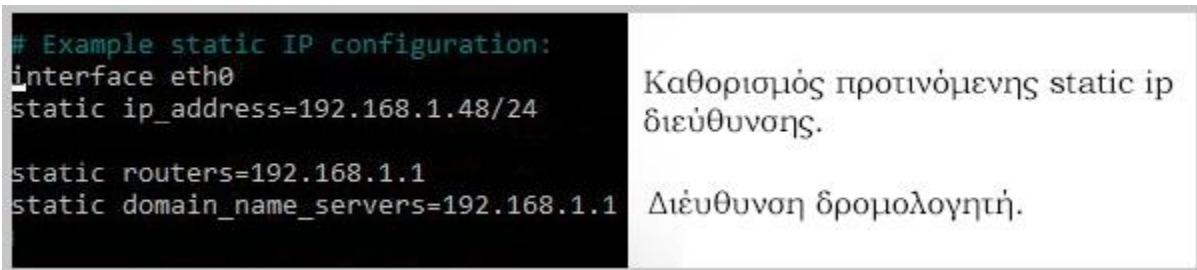 # Example static IP configuration:
interface eth0
static ip_address=192.168.1.48/24
static routers=192.168.1.1
static domain_name_servers=192.168.1.1
Καθορισμός προτινόμενης static ip
διεύθυνσης.
Διέυθυνση δρομολογητή.